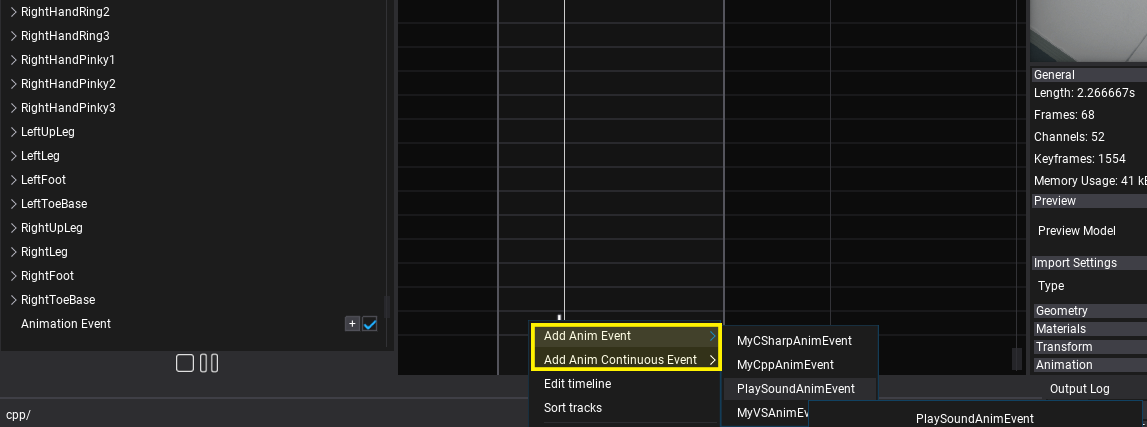 RightHandRing2
RightHandRing3
RightHandPinky1
RightHandPinky2
RightHandPinky3
LeftUpLeg
LeftLeg
LeftFoot
LeftToeBase
RightUpLeg
RightLeg
RightFoot
RightToeBase
Animation Event
cpp/
Add Anim Event
Add Anim Continuous Event
Edit timeline
Sort tracks
MyCSharpAnimEvent
MyCppAnimEvent
PlaySoundAnimEvent
MyVSAnimEv
PlaySoundAnimEvent
General
Length: 2.266667s
Frames: 68
Channels: 52
Keyframes: 1554
Memory Usage: 41 kB
Preview
Preview Model
Import Settings
Type
Geometry
Materials
Transform
Animation
Output Log